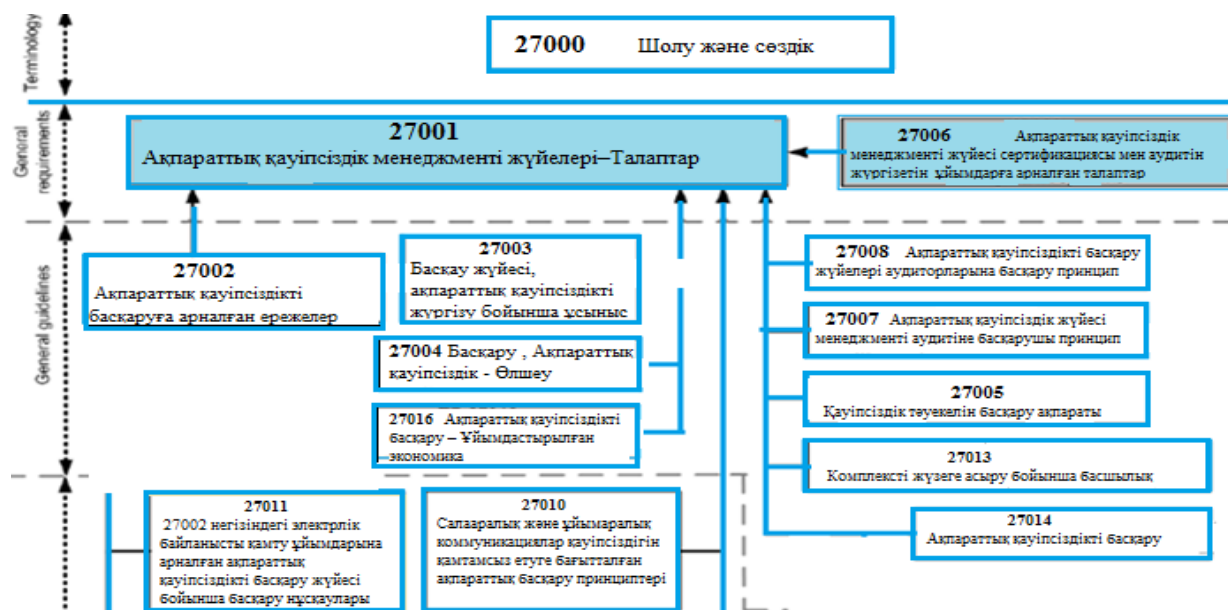 Terminology
27000 Шолу және сөздік
General
requirements
27001
Ақпараттық қауіпсіздік менеджменті жүйелері–Талаптар
27006 Ақпараттық қауіпсіздік
менеджменті жүйесі сертификациясы мен аудитін
жүргізетін ұйымдарға арналған талаптар
General guidelines
27002
Ақпараттық қауіпсіздікті
басқаруға арналған ережелер
27003
Басқау жүйесі,
ақпараттық қауіпсіздікті
жүргізу бойынша ұсыныс
27004 Басқару , Ақпараттық
қауіпсіздік - Өлшеу
27016 Ақпараттық қауіпсіздікті
басқару – Ұйымдастырылған
экономика
27008 Ақпараттық қауіпсіздікті басқару
жүйелері аудиторларына басқару принцип
27007 Ақпараттық қауіпсіздік жүйесі
менеджменті аудитіне басқарушы принцип
27005
Қауіпсіздік тәуекелін басқару ақпараты
27013
Комплексті жүзеге асыру бойынша басшылық
27014
Ақпараттық қауіпсіздікті басқару
27011
27002 негізіндегі электрлік
байланысты қамту ұйымдарына
арналған ақпараттық
қауіпсіздікті басқару жүйесі
бойынша басқару нұсқаулары
27010
Салааралық және ұйымаралық
коммуникациялар қауіпсіздігін
қамтамсыз етуге бағытталған
ақпараттық басқару принциптері